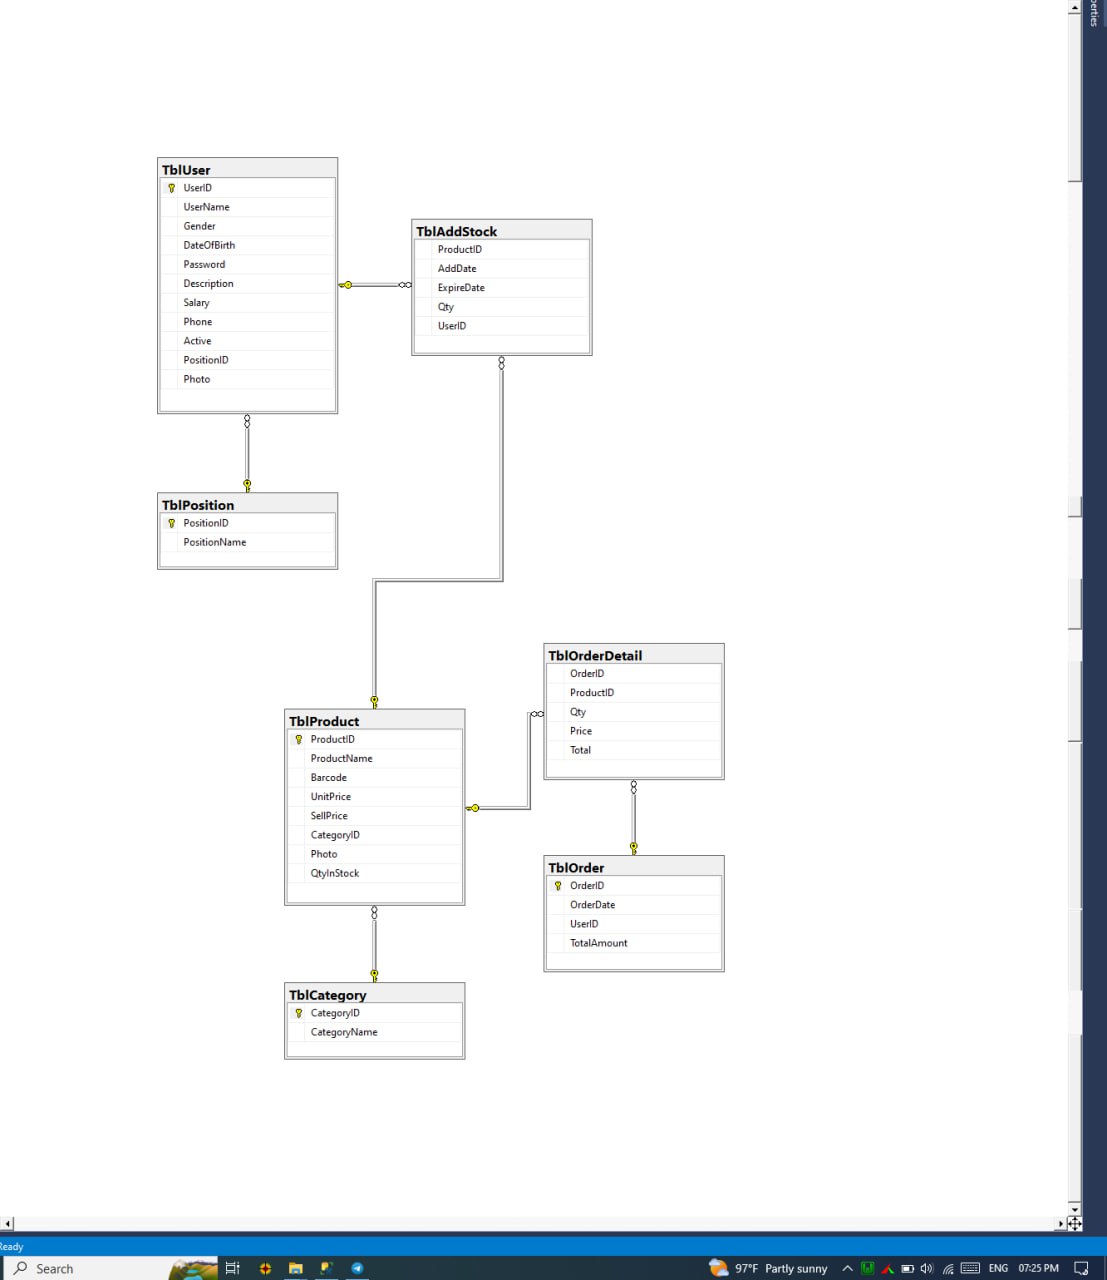 perties
TblUser
UserID
UserName
Gender
DateOfBirth
Password
Description
Salary
Phone
Active
PositionID
Photo
TblAddStock
ProductID
AddDate
ExpireDate
Qty
UserID
TblPosition
PositionID
PositionName
TblOrderDetail
OrderID
ProductID
Qty
Price
Total
TblProduct
ProductID
ProductName
Barcode
UnitPrice
SellPrice
CategoryID
Photo
QtyInStock
TblOrder
OrderID
OrderDate
UserID
TotalAmount
TblCategory
CategoryID
CategoryName
Ready
Search
97°F Partly sunny
ENG
07:25 PM